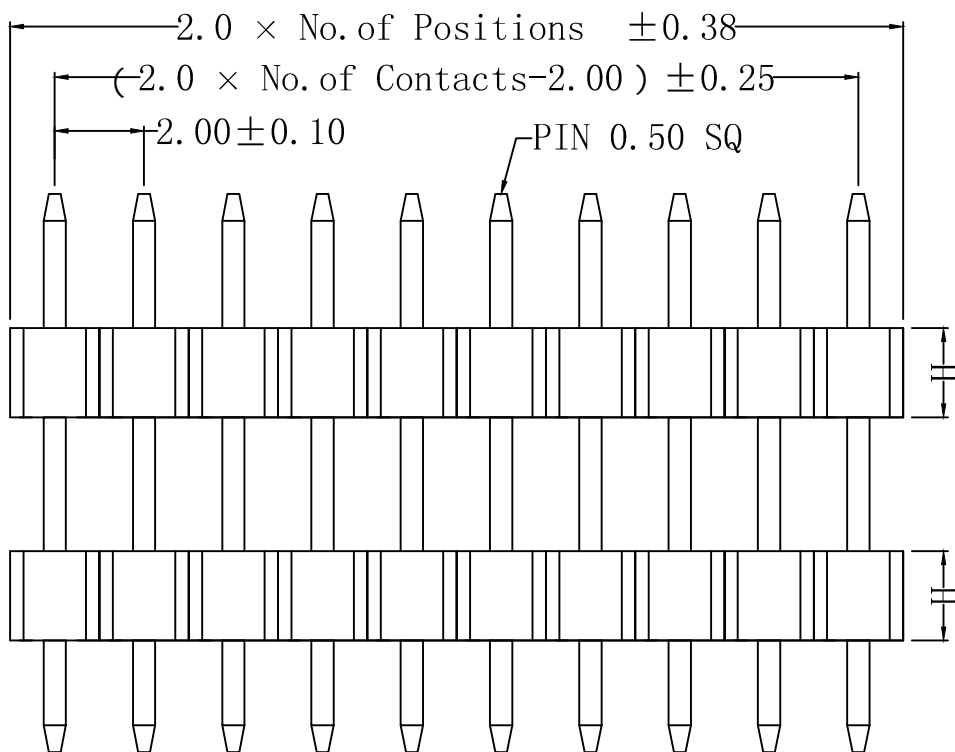 2.0 × No.of Positions ±0.38
(2.0 × No.of Contacts-2.00) ±0.25
2.00±0.10
PIN 0.50 SQ
H
H